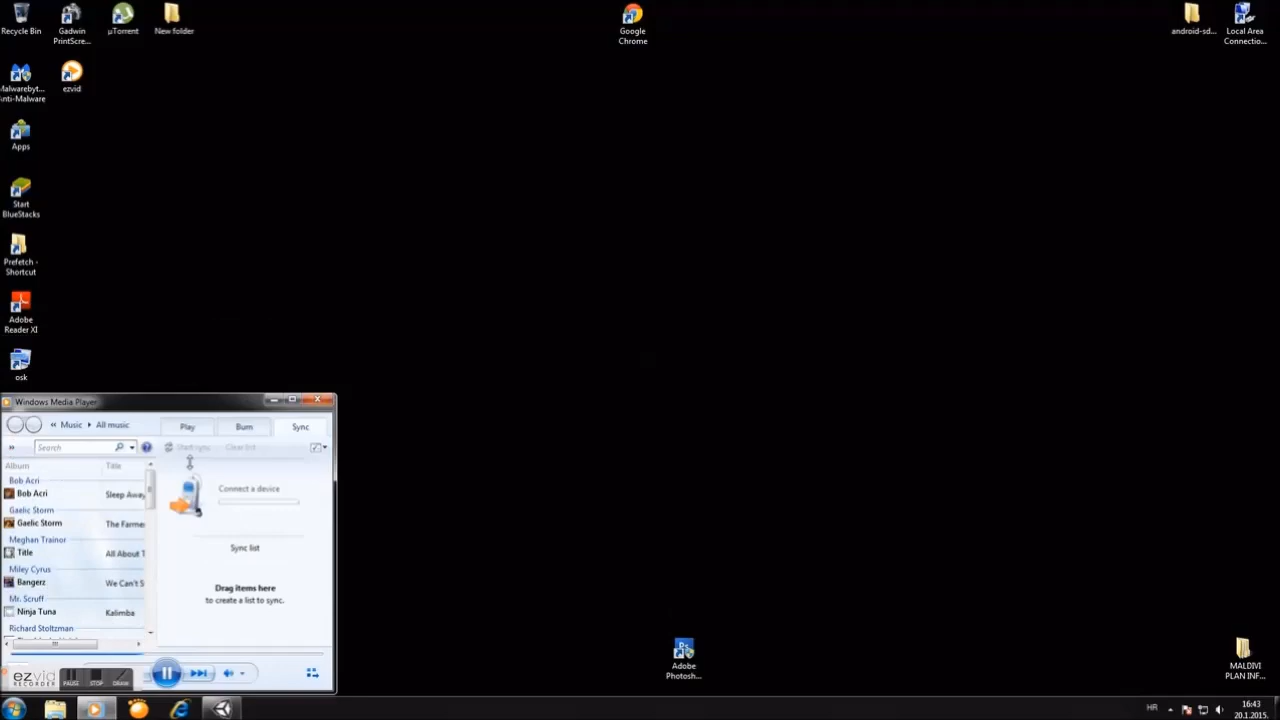 Recycle Bin
Gadwin
PrintScre...
µTorrent
New folder
Google
Chrome
android-sd...
Local Area
Connectio...
Malwarebyt...
Anti-Malware
ezvid
Apps
Start
BlueStacks
Prefetch -
Shortcut
Adobe
Reader XI
osk
Windows Media Player
« Music ▸ All music
Play
Burn
Sync
»
Search
Start sync
Clear list
Album
Title
Bob Acri
Bob Acri
Sleep Away
Gaelic Storm
Gaelic Storm
The Farme
Meghan Trainor
Title
All About T
Miley Cyrus
Bangerz
We Can't S
Mr. Scruff
Ninja Tuna
Kalimba
Richard Stoltzman
Connect a device
Sync list
Drag items here
to create a list to sync.
ezvid
RECORDER
PAUSE
STOP
DRAW
Adobe
Photosh...
MALDIVI
PLAN INF...
HR
16:43
20.1.2015.